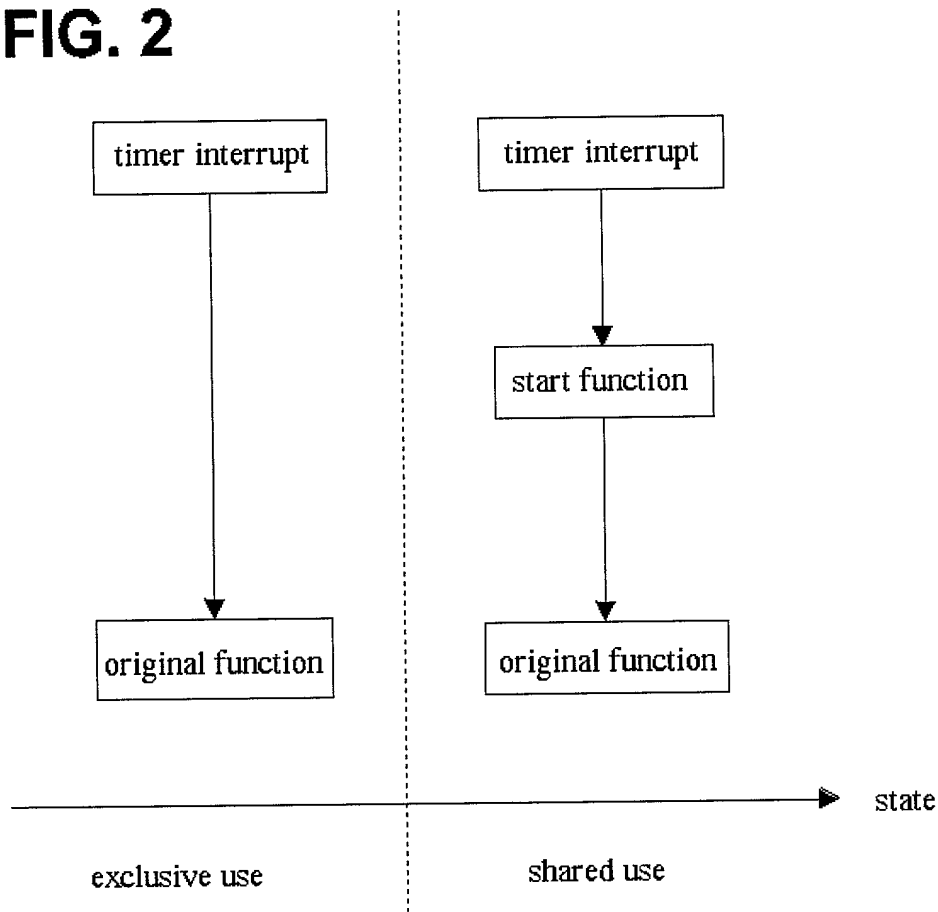 FIG. 2
timer interrupt
original function
timer interrupt
start function
original function
state
exclusive use
shared use